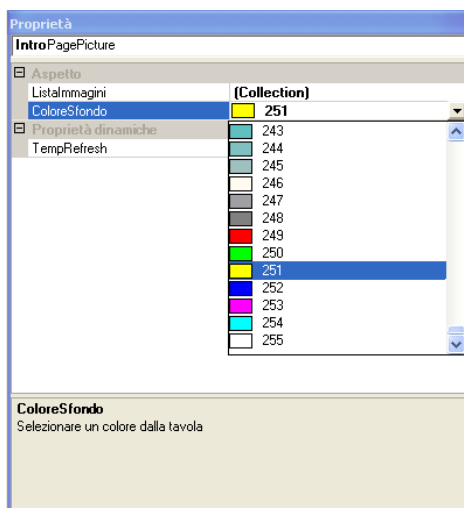 Proprietà
IntroPagePicture
Aspetto
ListaImmagini (Collection)
ColoreSfondo 251
Proprietà dinamiche 243
TempRefresh 244
245
246
247
248
249
250
251
252
253
254
255
ColoreSfondo
Selezionare un colore dalla tavola